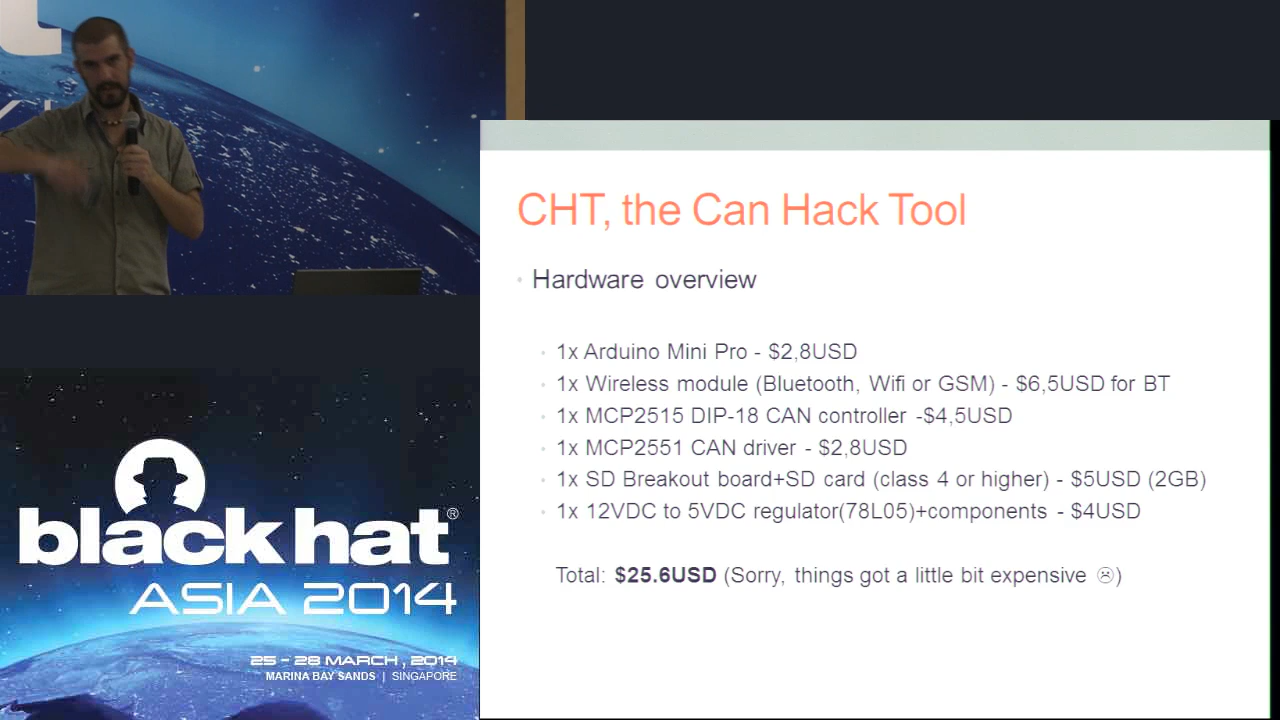 CHT, the Can Hack Tool
Hardware overview
1x Arduino Mini Pro - $2,8USD
1x Wireless module (Bluetooth, Wifi or GSM) - $6,5USD for BT
1x MCP2515 DIP-18 CAN controller -$4,5USD
1x MCP2551 CAN driver - $2,8USD
1x SD Breakout board+SD card (class 4 or higher) - $5USD (2GB)
1x 12VDC to 5VDC regulator(78L05)+components - $4USD
Total: $25.6USD (Sorry, things got a little bit expensive ☹)
black hat®
ASIA 2014
25 - 28 MARCH, 2014
MARINA BAY SANDS | SINGAPORE